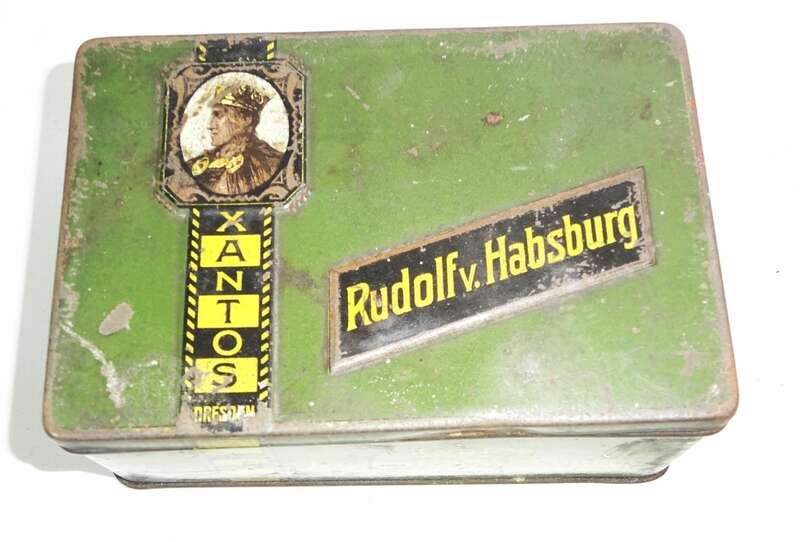 XANTOS
DRESDEN
Rudolf v. Habsburg